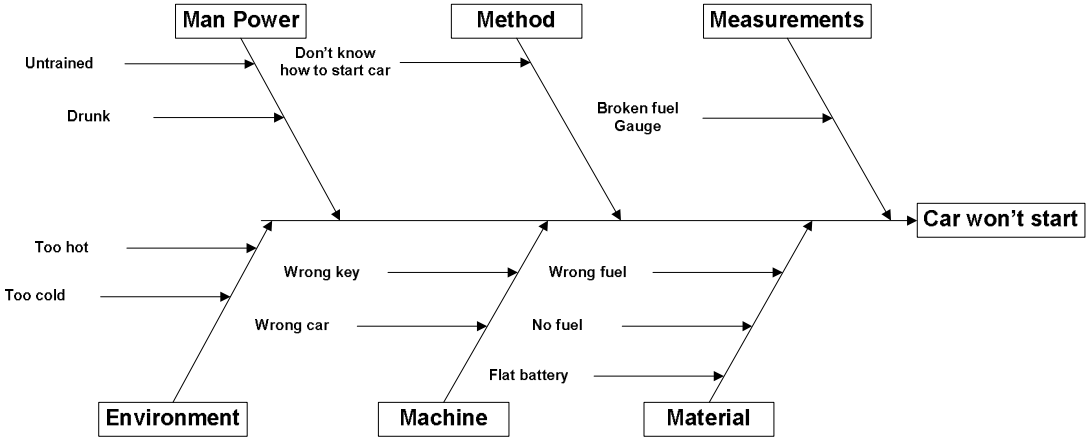 Man Power
Method
Measurements
Untrained
Don't know
how to start car
Drunk
Broken fuel
Gauge
Car won't start
Too hot
Wrong key
Wrong fuel
Too cold
Wrong car
No fuel
Flat battery
Environment
Machine
Material